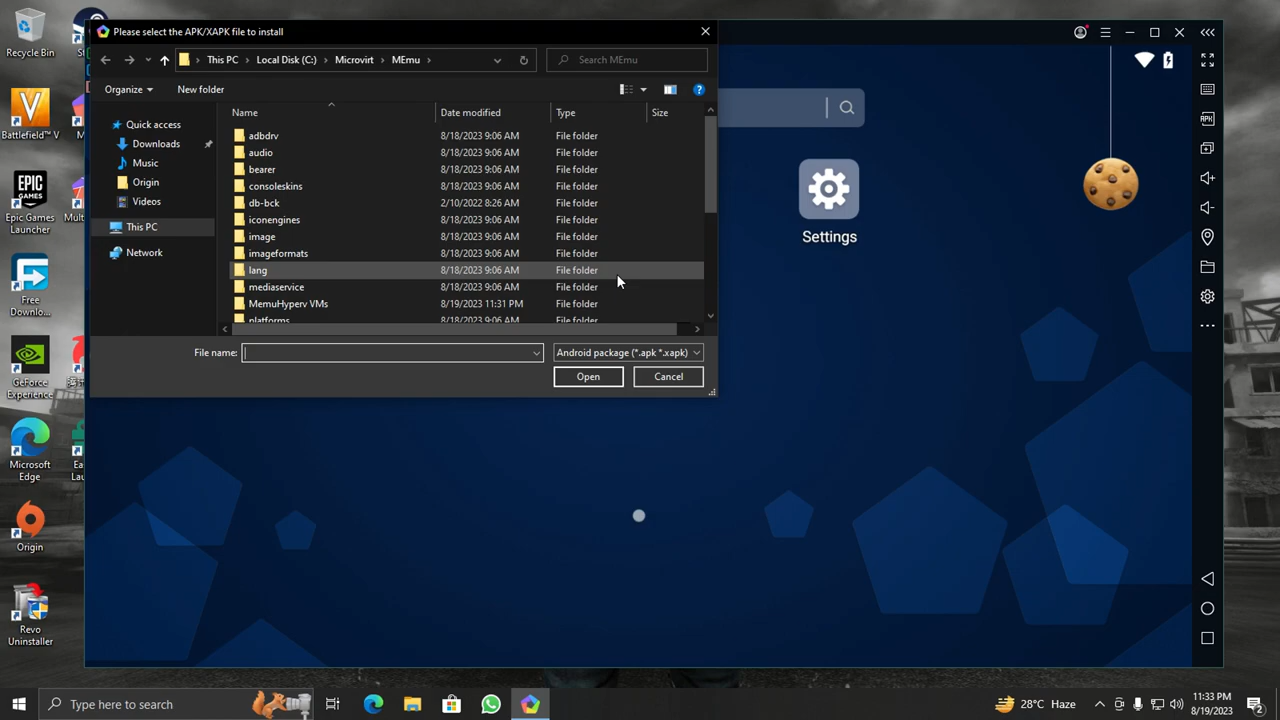 Please select the APK/XAPK file to install
This PC
Local Disk (C:)
Microvirt
MEmu
Search MEmu
Organize
New folder
Name
Date modified
Type
Size
Quick access
Downloads
Music
Origin
Videos
This PC
Network
adbdrv 8/18/2023 9:06 AM File folder
audio 8/18/2023 9:06 AM File folder
bearer 8/18/2023 9:06 AM File folder
consoleskins 8/18/2023 9:06 AM File folder
db-bck 2/10/2022 8:26 AM File folder
iconengines 8/18/2023 9:06 AM File folder
image 8/18/2023 9:06 AM File folder
imageformats 8/18/2023 9:06 AM File folder
lang 8/18/2023 9:06 AM File folder
mediaservice 8/18/2023 9:06 AM File folder
MemuHyperv VMs 8/19/2023 11:31 PM File folder
platforms 8/18/2023 9:06 AM File folder
File name:
Android package (*.apk *.xapk)
Open
Cancel
Settings
APK
Recycle Bin
Battlefield™ V
EPIC
GAMES
Epic Games
Launcher
Free
Downlo...
GeForce
Experience
Microsoft
Edge
Origin
Revo
Uninstaller
Type here to search
28°C Haze
11:33 PM
8/19/2023
2